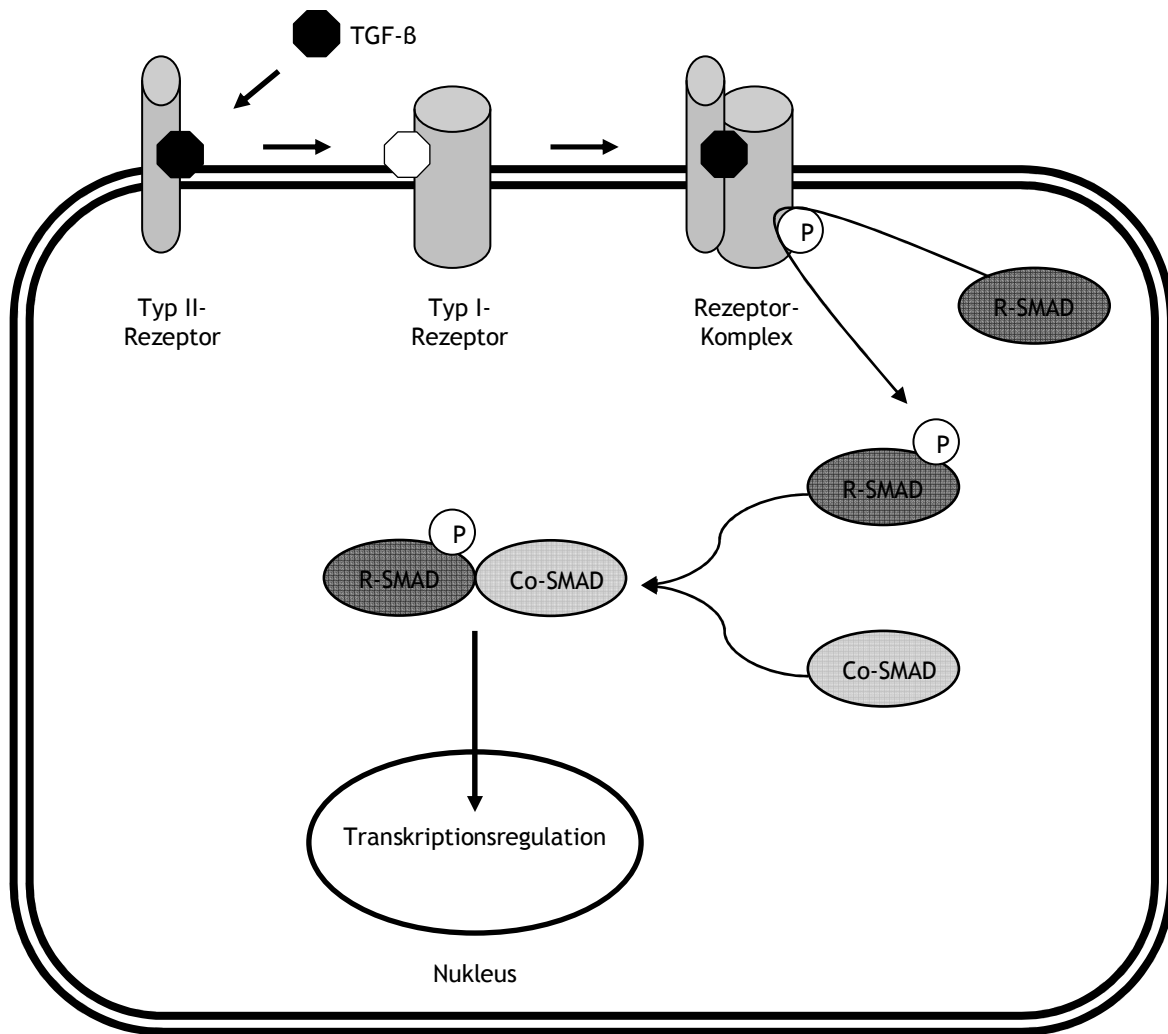 TGF-ß
Typ II-
Rezeptor
Typ I-
Rezeptor
Rezeptor-
Komplex
P
R-SMAD
P
R-SMAD
P
R-SMAD
Co-SMAD
Co-SMAD
Transkriptionsregulation
Nukleus